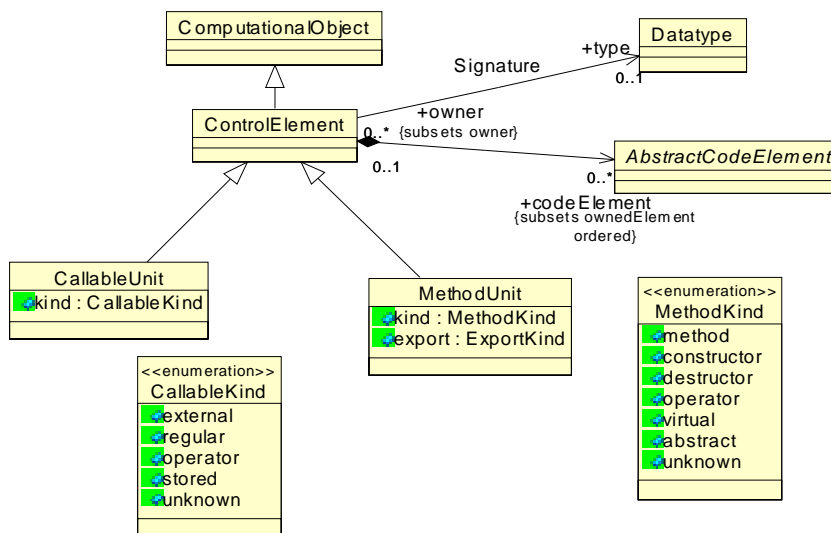 ComputationalObject
Datatype
+type
Signature
0..1
ControlElement
+owner
0..*
{subsets owner}
0..1
AbstractCodeElement
0..*
+codeElement
{subsets ownedElement
ordered}
CallableUnit
kind : CallableKind
MethodUnit
kind : MethodKind
export : ExportKind
<<enumeration>>
MethodKind
method
constructor
destructor
operator
virtual
abstract
unknown
<<enumeration>>
CallableKind
external
regular
operator
stored
unknown